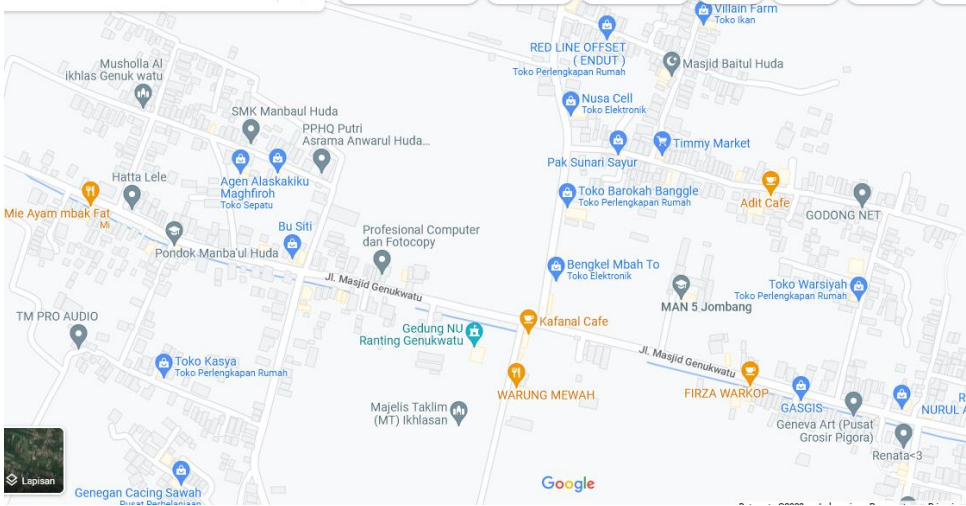 Villain Farm
Toko Ikan
RED LINE OFFSET
( ENDUT )
Toko Perlengkapan Rumah
Masjid Baitul Huda
Musholla Al
ikhlas Genuk watu
Nusa Cell
Toko Elektronik
SMK Manbaul Huda
PPHQ Putri
Asrama Anwarul Huda...
Timmy Market
Pak Sunari Sayur
Agen Alaskakiku
Maghfiroh
Toko Sepatu
Hatta Lele
Toko Barokah Banggle
Toko Perlengkapan Rumah
Adit Cafe
Mie Ayam mbak Fat
Mi
GODONG NET
Bu Siti
Profesional Computer
dan Fotocopy
Pondok Manba'ul Huda
Bengkel Mbah To
Toko Elektronik
Jl. Masjid Genukwatu
MAN 5 Jombang
Toko Warsiyah
Toko Perlengkapan Rumah
TM PRO AUDIO
Kafanal Cafe
Gedung NU
Ranting Genukwatu
Jl. Masjid Genukwatu
Toko Kasya
Toko Perlengkapan Rumah
WARUNG MEWAH
FIRZA WARKOP
GASGIS
NURUL A
Majelis Taklim
(MT) Ikhlasan
Geneva Art (Pusat
Grosir Pigora)
Renata<3
Lapisan
Google
Genegan Cacing Sawah
Pusat Perbelanjaan